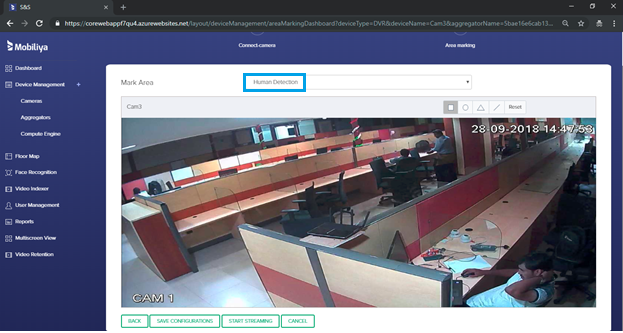 S&S
https://corewebappf7qu4.azurewebsites.net/layout/deviceManagement/areaMarkingDashboard?deviceType=DVR&deviceName=Cam3&aggregatorName=5bae16e6cab13...
Mobiliya
Connect-camera
Area marking
Dashboard
Device Management +
Cameras
Aggregators
Compute Engine
Floor Map
Face Recognition
Video Indexer
User Management
Reports
Multiscreen View
Video Retention
Mark Area
Human Detection
Cam3
Reset
28-09-2018 14:47:53
CAM 1
BACK
SAVE CONFIGURATIONS
START STREAMING
CANCEL